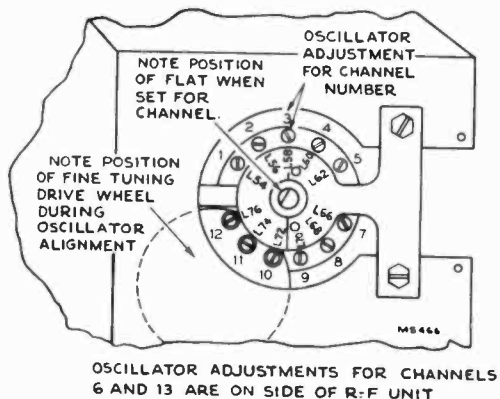 OSCILLATOR
ADJUSTMENT
FOR CHANNEL
NUMBER
NOTE POSITION
OF FLAT WHEN
SET FOR
CHANNEL.
NOTE POSITION
OF FINE TUNING
DRIVE WHEEL
DURING
OSCILLATOR
ALIGNMENT
1
2
3
4
5
L54
L56
L58
L60
L62
L66
L68
L70
L72
L74
L76
7
8
9
10
11
12
MS466
OSCILLATOR ADJUSTMENTS FOR CHANNELS
6 AND 13 ARE ON SIDE OF R-F UNIT